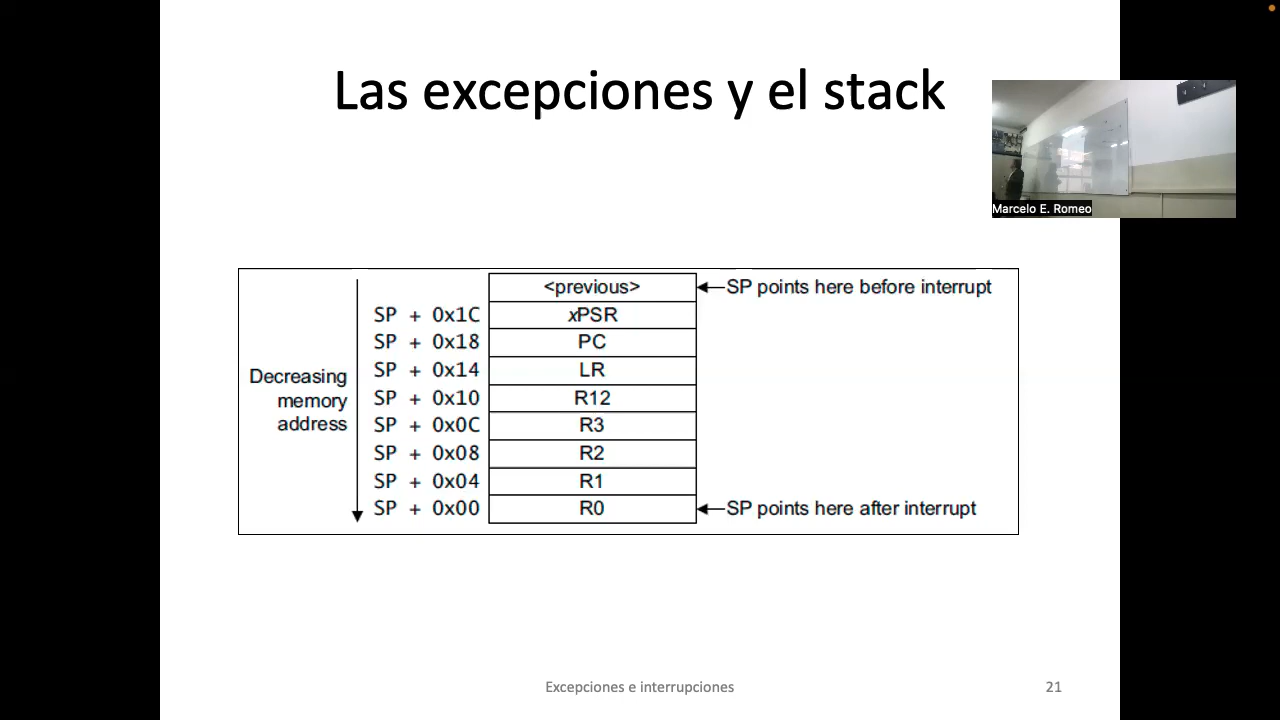 Las excepciones y el stack
Marcelo E. Romeo
<previous>
SP points here before interrupt
SP + 0x1C xPSR
SP + 0x18 PC
SP + 0x14 LR
Decreasing
memory
address
SP + 0x10 R12
SP + 0x0C R3
SP + 0x08 R2
SP + 0x04 R1
SP + 0x00 R0
SP points here after interrupt
Excepciones e interrupciones
21